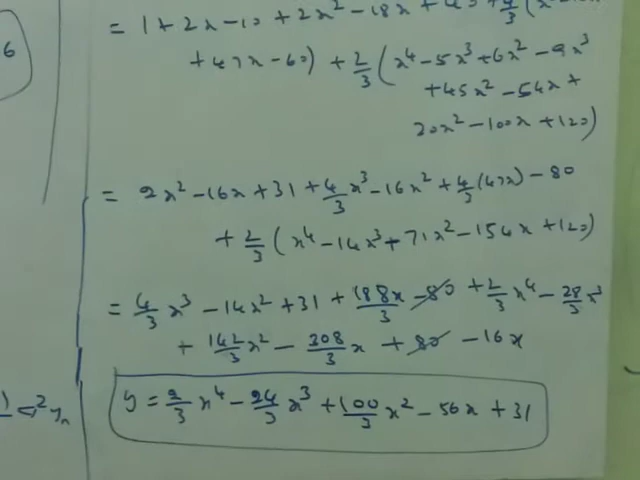 6
= 1 + 2x - 10 + 2x² - 18x + 40 + 4/3 (
+ 47x - 60) + 2/3 (x⁴ - 5x³ + 6x² - 9x³
+ 45x² - 54x +
20x² - 100x + 120)
= 2x² - 16x + 31 + 4/3 x³ - 16x² + 4/3 (47x) - 80
+ 2/3 (x⁴ - 14x³ + 71x² - 154x + 120)
= 4/3 x³ - 14x² + 31 + 188x/3 - 80 + 2/3 x⁴ - 28/3 x³
+ 142/3 x² - 308/3 x + 80 - 16x
y = 2/3 x⁴ - 24/3 x³ + 100/3 x² - 56x + 31